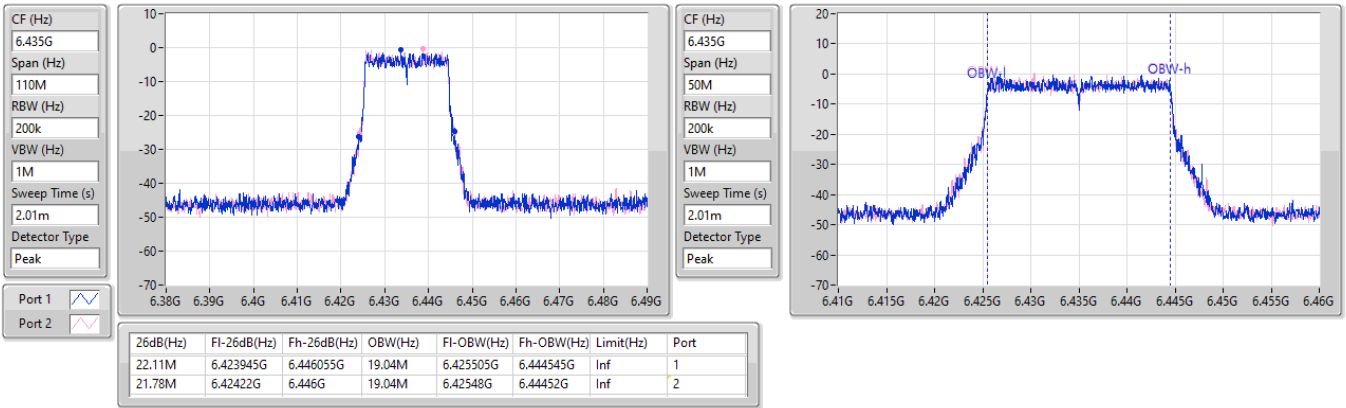 CF (Hz)
6.435G
Span (Hz)
110M
RBW (Hz)
200k
VBW (Hz)
1M
Sweep Time (s)
2.01m
Detector Type
Peak
Port 1
Port 2
10
0
-10
-20
-30
-40
-50
-60
-70
6.38G 6.39G 6.4G 6.41G 6.42G 6.43G 6.44G 6.45G 6.46G 6.47G 6.48G 6.49G
CF (Hz)
6.435G
Span (Hz)
50M
RBW (Hz)
200k
VBW (Hz)
1M
Sweep Time (s)
2.01m
Detector Type
Peak
20
10
0
-10
-20
-30
-40
-50
-60
-70
OBW-l OBW-h
6.41G 6.415G 6.42G 6.425G 6.43G 6.435G 6.44G 6.445G 6.45G 6.455G 6.46G
26dB(Hz) Fl-26dB(Hz) Fh-26dB(Hz) OBW(Hz) Fl-OBW(Hz) Fh-OBW(Hz) Limit(Hz) Port
22.11M 6.423945G 6.446055G 19.04M 6.425505G 6.444545G Inf 1
21.78M 6.42422G 6.446G 19.04M 6.42548G 6.44452G Inf 2